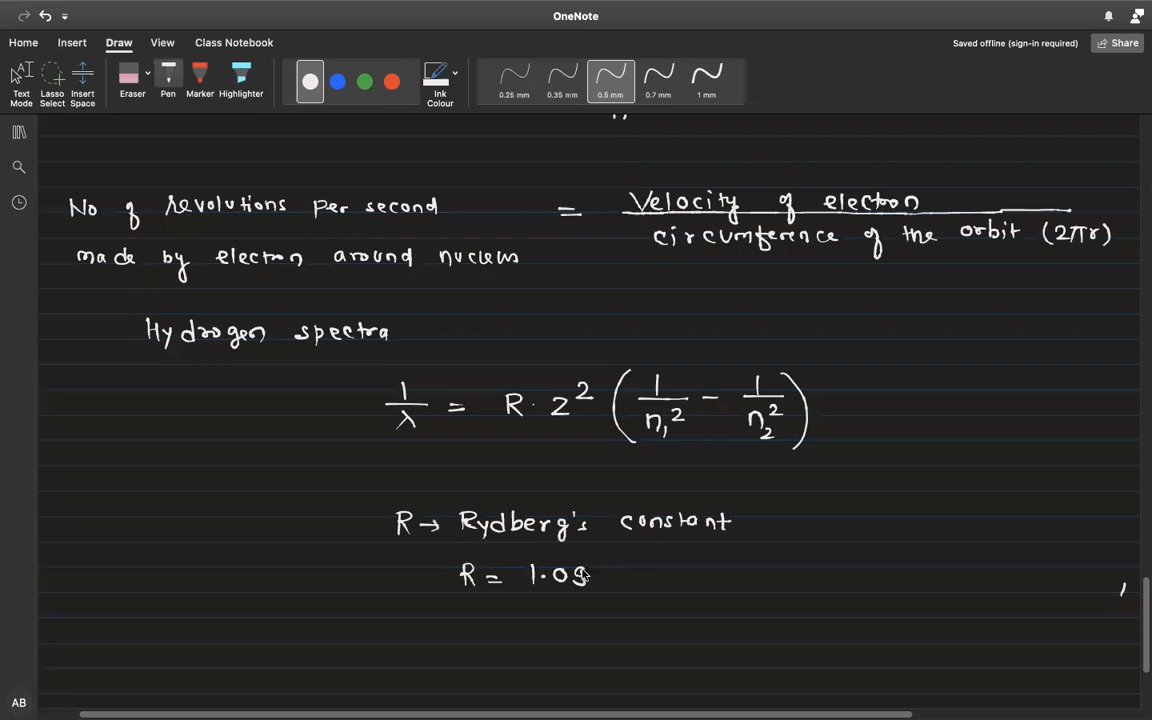 OneNote
Home Insert Draw View Class Notebook
Saved offline (sign-in required) Share
Text Mode
Lasso Select
Insert Space
Eraser
Pen
Marker
Highlighter
Ink Colour
0.25 mm
0.35 mm
0.5 mm
0.7 mm
1 mm
No of revolutions per second = Velocity of electron / circumference of the orbit (2πr)
made by electron around nucleus
Hydrogen spectra
1/λ = R · z² (1/n₁² − 1/n₂²)
R → Rydberg's constant
R = 1.09
AB